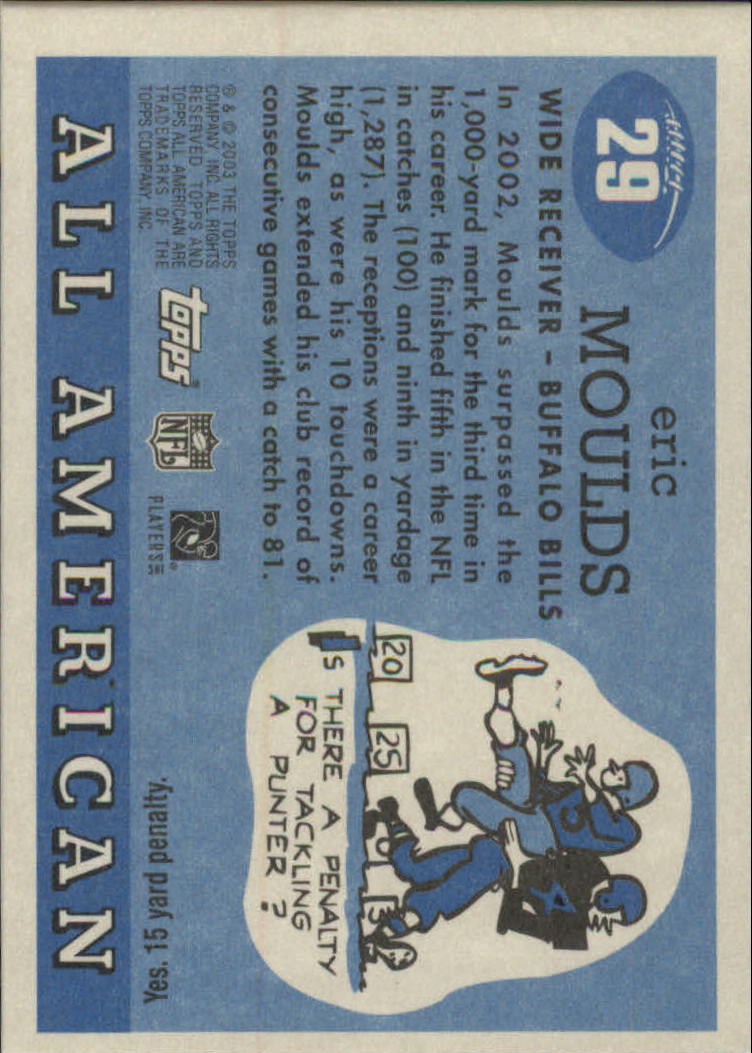 29
eric
MOULDS
WIDE RECEIVER - BUFFALO BILLS
In 2002, Moulds surpassed the
1,000-yard mark for the third time in
his career. He finished fifth in the NFL
in catches (100) and ninth in yardage
(1,287). The receptions were a career
high, as were his 10 touchdowns.
Moulds extended his club record of
consecutive games with a catch to 81.
20 25
IS THERE A PENALTY
FOR TACKLING
A PUNTER?
® & © 2003 THE TOPPS
COMPANY, INC. ALL RIGHTS
RESERVED. TOPPS AND
TOPPS ALL AMERICAN ARE
TRADEMARKS OF THE
TOPPS COMPANY, INC.
topps®
NFL
PLAYERS INC
Yes. 15 yard penalty.
ALL AMERICAN